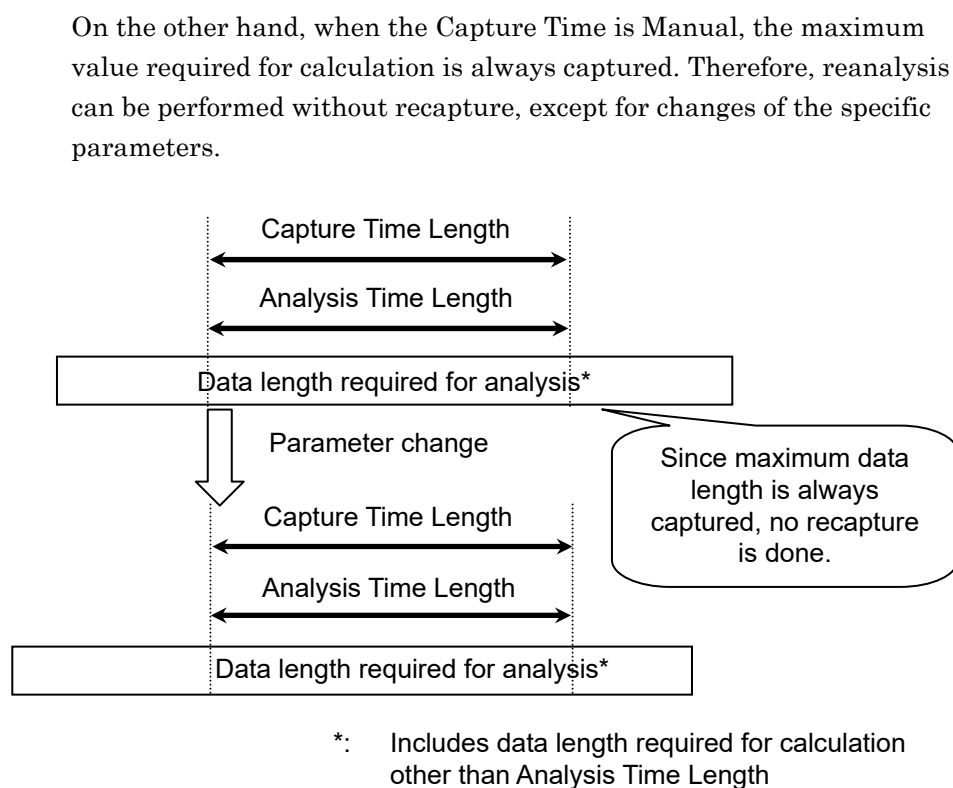 On the other hand, when the Capture Time is Manual, the maximum
value required for calculation is always captured. Therefore, reanalysis
can be performed without recapture, except for changes of the specific
parameters.
Capture Time Length
Analysis Time Length
Data length required for analysis*
Parameter change
Since maximum data
length is always
captured, no recapture
is done.
Capture Time Length
Analysis Time Length
Data length required for analysis*
*: Includes data length required for calculation
other than Analysis Time Length